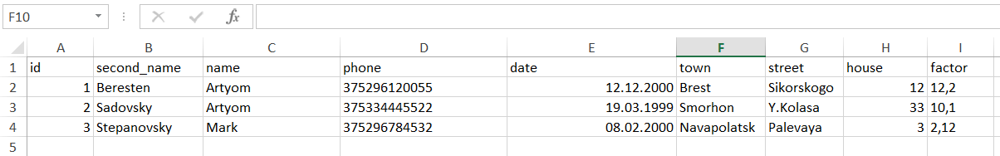 F10 fx
A B C D E F G H I
1 id second_name name phone date town street house factor
2 1 Beresten Artyom 375296120055 12.12.2000 Brest Sikorskogo 12 12,2
3 2 Sadovsky Artyom 375334445522 19.03.1999 Smorhon Y.Kolasa 33 10,1
4 3 Stepanovsky Mark 375296784532 08.02.2000 Navapolatsk Palevaya 3 2,12
5